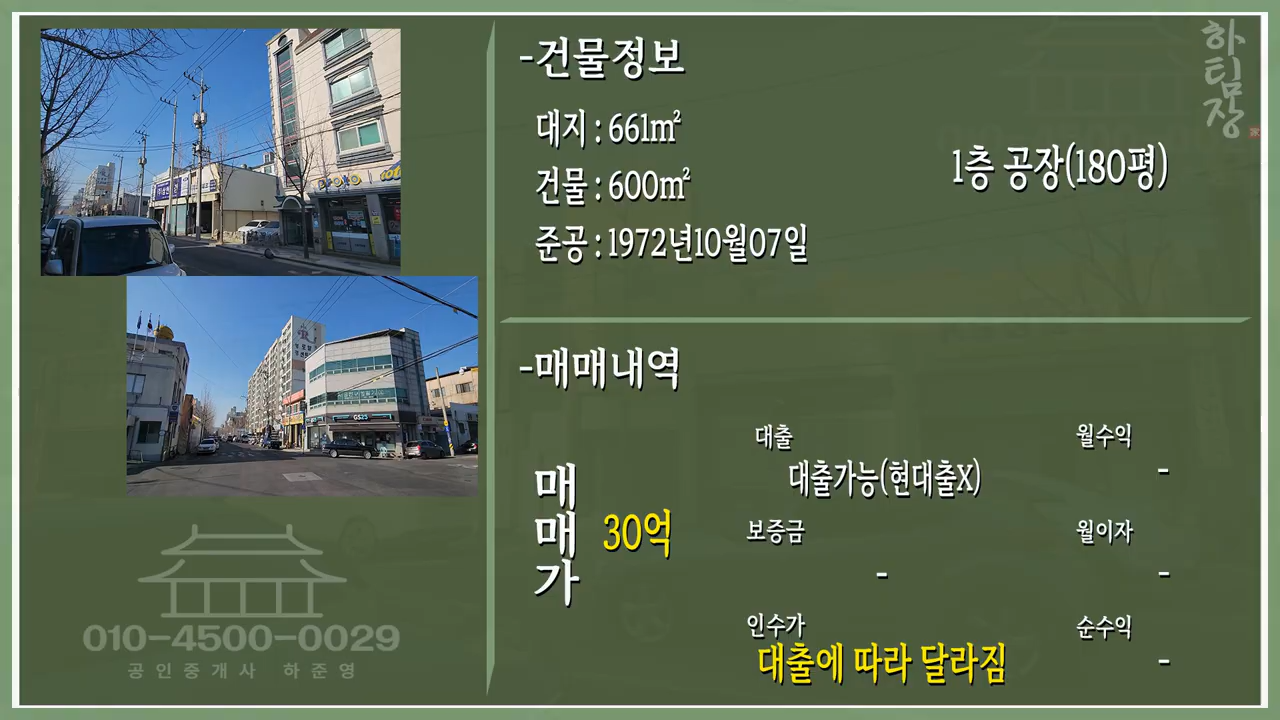 -건물정보
대지 : 661m²
건물 : 600m²
준공 : 1972년10월07일
1층 공장(180평)
하팀장
-매매내역
매매가
30억
대출
대출가능(현대출X)
보증금
-
인수가
대출에 따라 달라짐
월수익
-
월이자
-
순수익
-
GS25
010-4500-0029
공인중개사 하준영